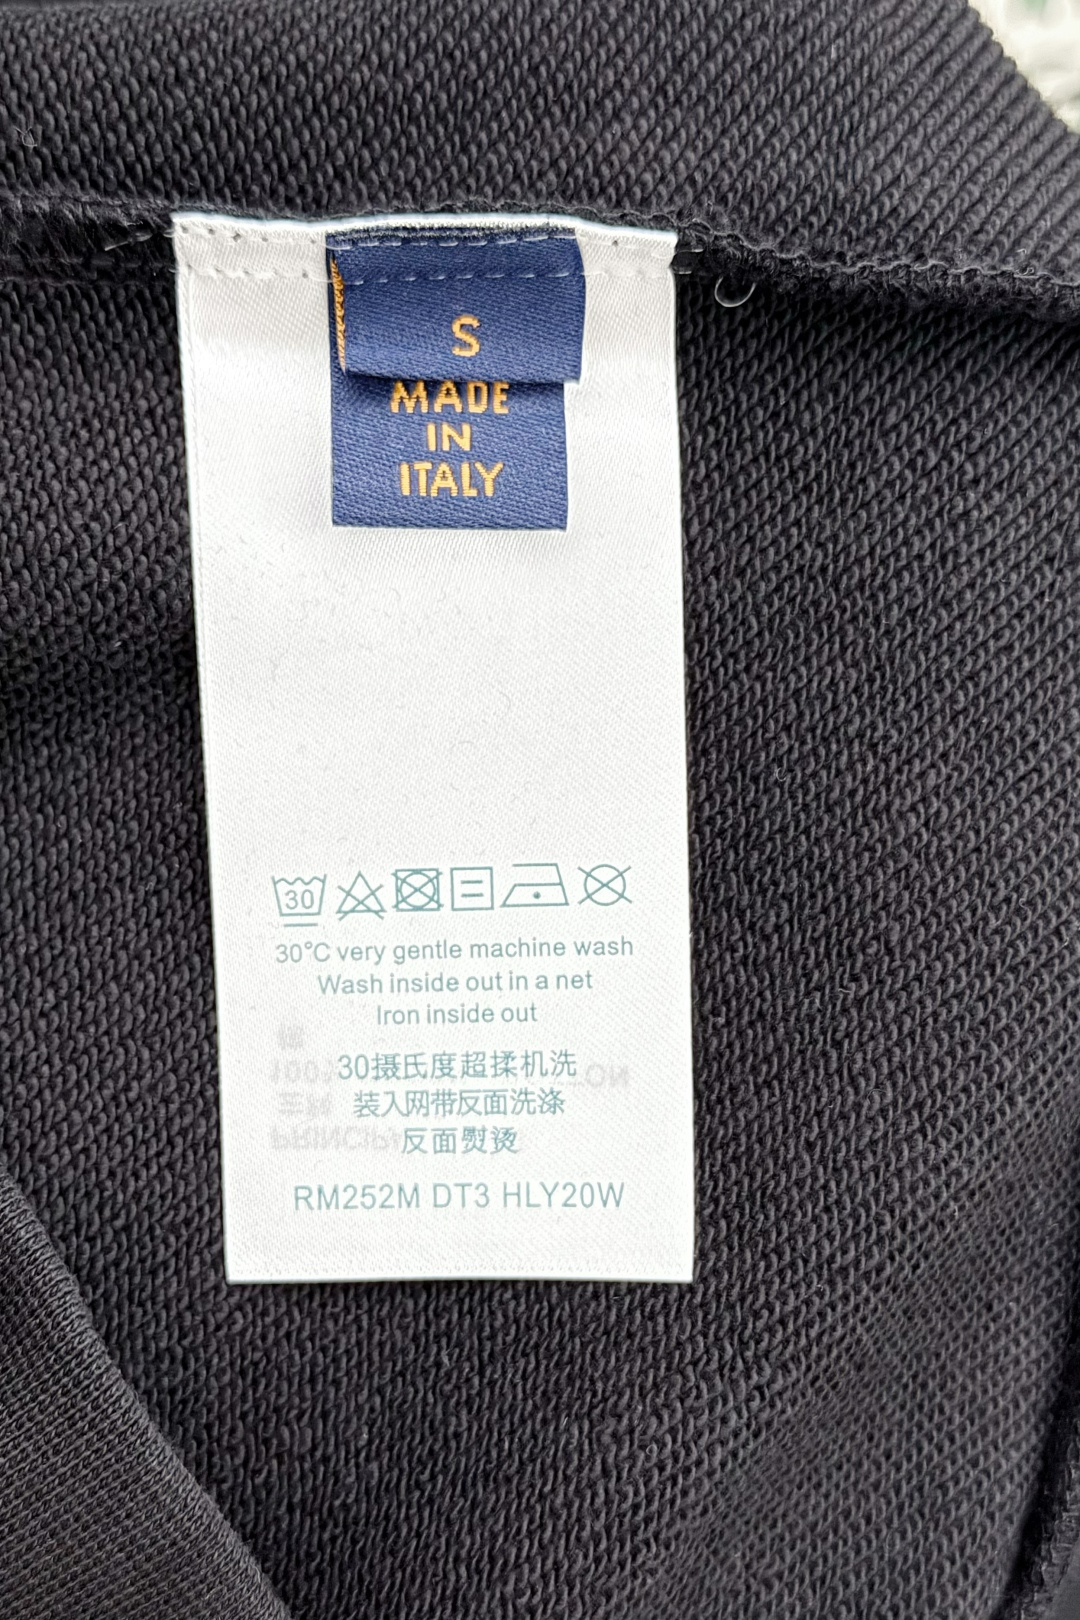 S
MADE
IN
ITALY
30
30°C very gentle machine wash
Wash inside out in a net
Iron inside out
30摄氏度超揉机洗
装入网带反面洗涤
反面熨烫
RM252M DT3 HLY20W